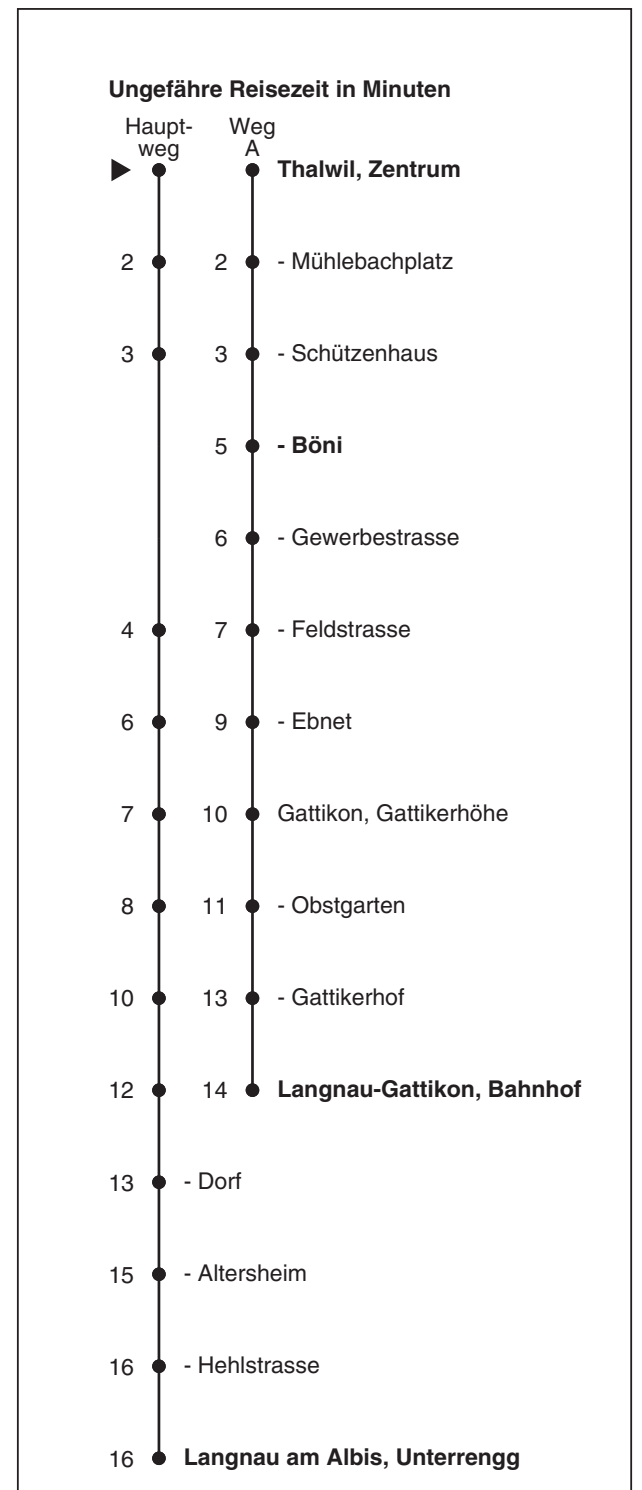 Ungefähre Reisezeit in Minuten
Haupt-
weg
Weg
A
Thalwil, Zentrum
2 2 - Mühlebachplatz
3 3 - Schützenhaus
5 - Böni
6 - Gewerbestrasse
4 7 - Feldstrasse
6 9 - Ebnet
7 10 Gattikon, Gattikerhöhe
8 11 - Obstgarten
10 13 - Gattikerhof
12 14 Langnau-Gattikon, Bahnhof
13 - Dorf
15 - Altersheim
16 - Hehlstrasse
16 Langnau am Albis, Unterrengg